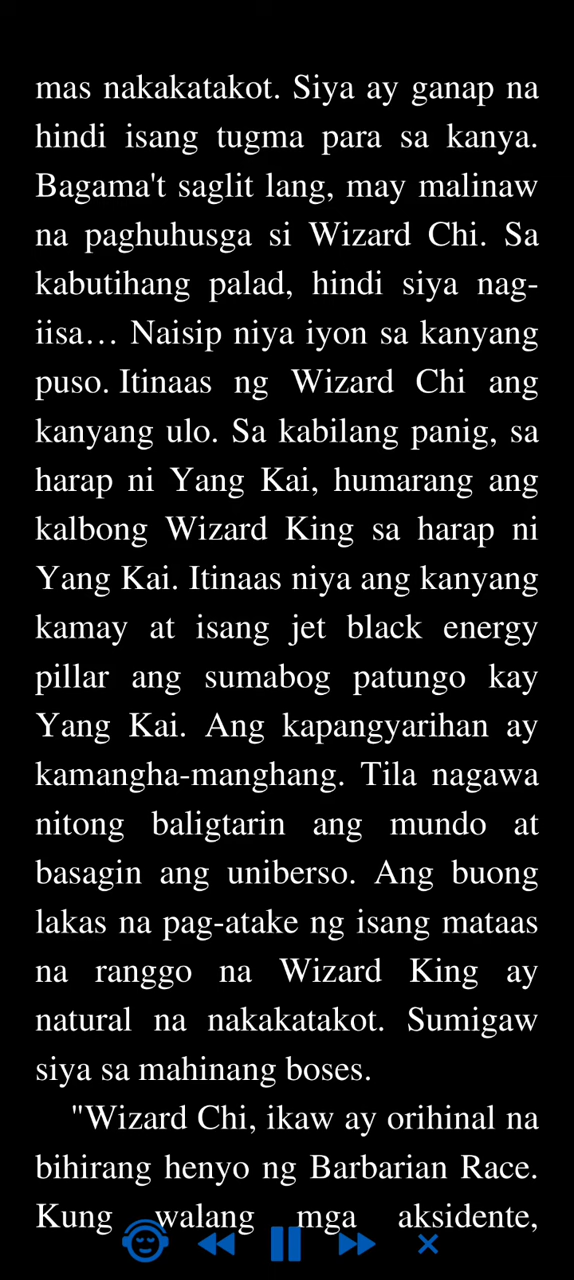 mas nakakatakot. Siya ay ganap na
hindi isang tugma para sa kanya.
Bagama't saglit lang, may malinaw
na paghuhusga si Wizard Chi. Sa
kabutihang palad, hindi siya nag-
iisa… Naisip niya iyon sa kanyang
puso. Itinaas ng Wizard Chi ang
kanyang ulo. Sa kabilang panig, sa
harap ni Yang Kai, humarang ang
kalbong Wizard King sa harap ni
Yang Kai. Itinaas niya ang kanyang
kamay at isang jet black energy
pillar ang sumabog patungo kay
Yang Kai. Ang kapangyarihan ay
kamangha-manghang. Tila nagawa
nitong baligtarin ang mundo at
basagin ang uniberso. Ang buong
lakas na pag-atake ng isang mataas
na ranggo na Wizard King ay
natural na nakakatakot. Sumigaw
siya sa mahinang boses.
"Wizard Chi, ikaw ay orihinal na
bihirang henyo ng Barbarian Race.
Kung walang mga aksidente,